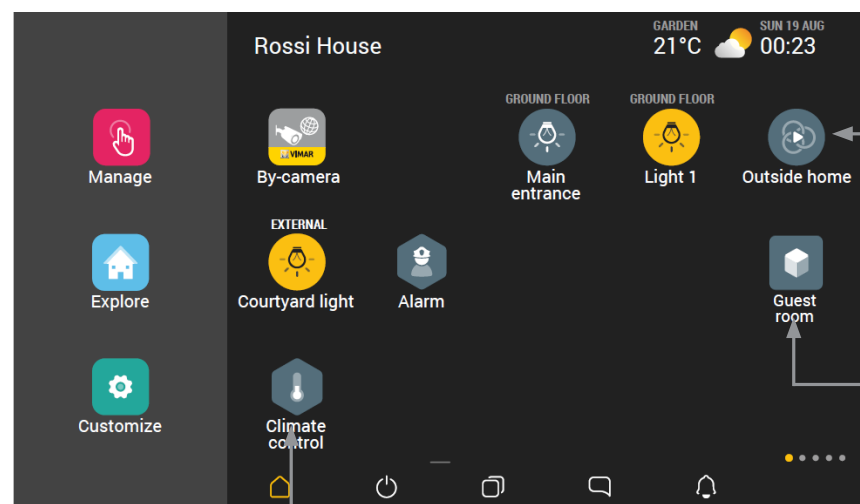 Rossi House
GARDEN
21°C
SUN 19 AUG
00:23
Manage
VIMAR
By-camera
GROUND FLOOR
Main
entrance
GROUND FLOOR
Light 1
Outside home
Explore
EXTERNAL
Courtyard light
Alarm
Guest
room
Customize
Climate
control